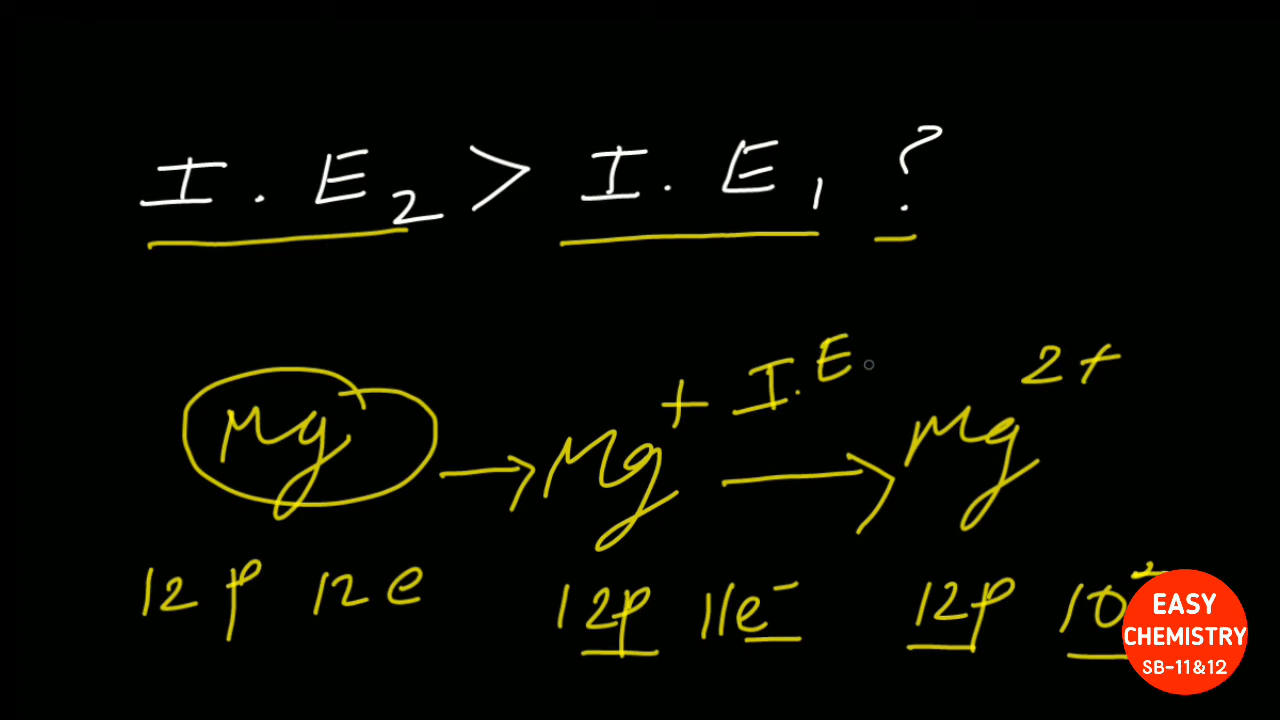 I.E₂ > I.E₁ ?
Mg → Mg⁺ I.E. → Mg²⁺
12p 12e 12p 11e⁻ 12p 10
EASY
CHEMISTRY
SB-11&12